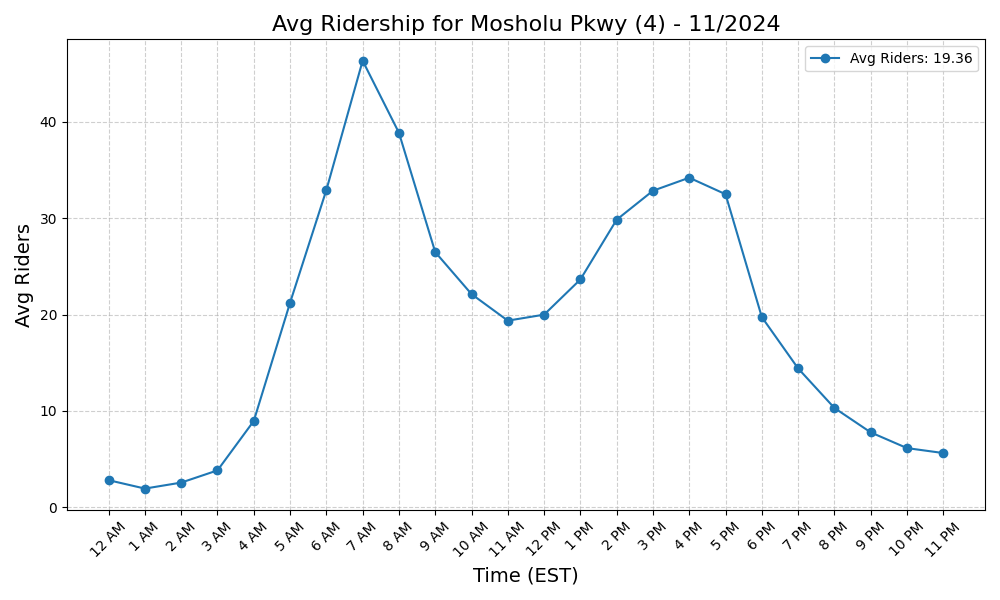 Avg Ridership for Mosholu Pkwy (4) - 11/2024
Avg Riders: 19.36
Avg Riders
40
30
20
10
0
12 AM
1 AM
2 AM
3 AM
4 AM
5 AM
6 AM
7 AM
8 AM
9 AM
10 AM
11 AM
12 PM
1 PM
2 PM
3 PM
4 PM
5 PM
6 PM
7 PM
8 PM
9 PM
10 PM
11 PM
Time (EST)